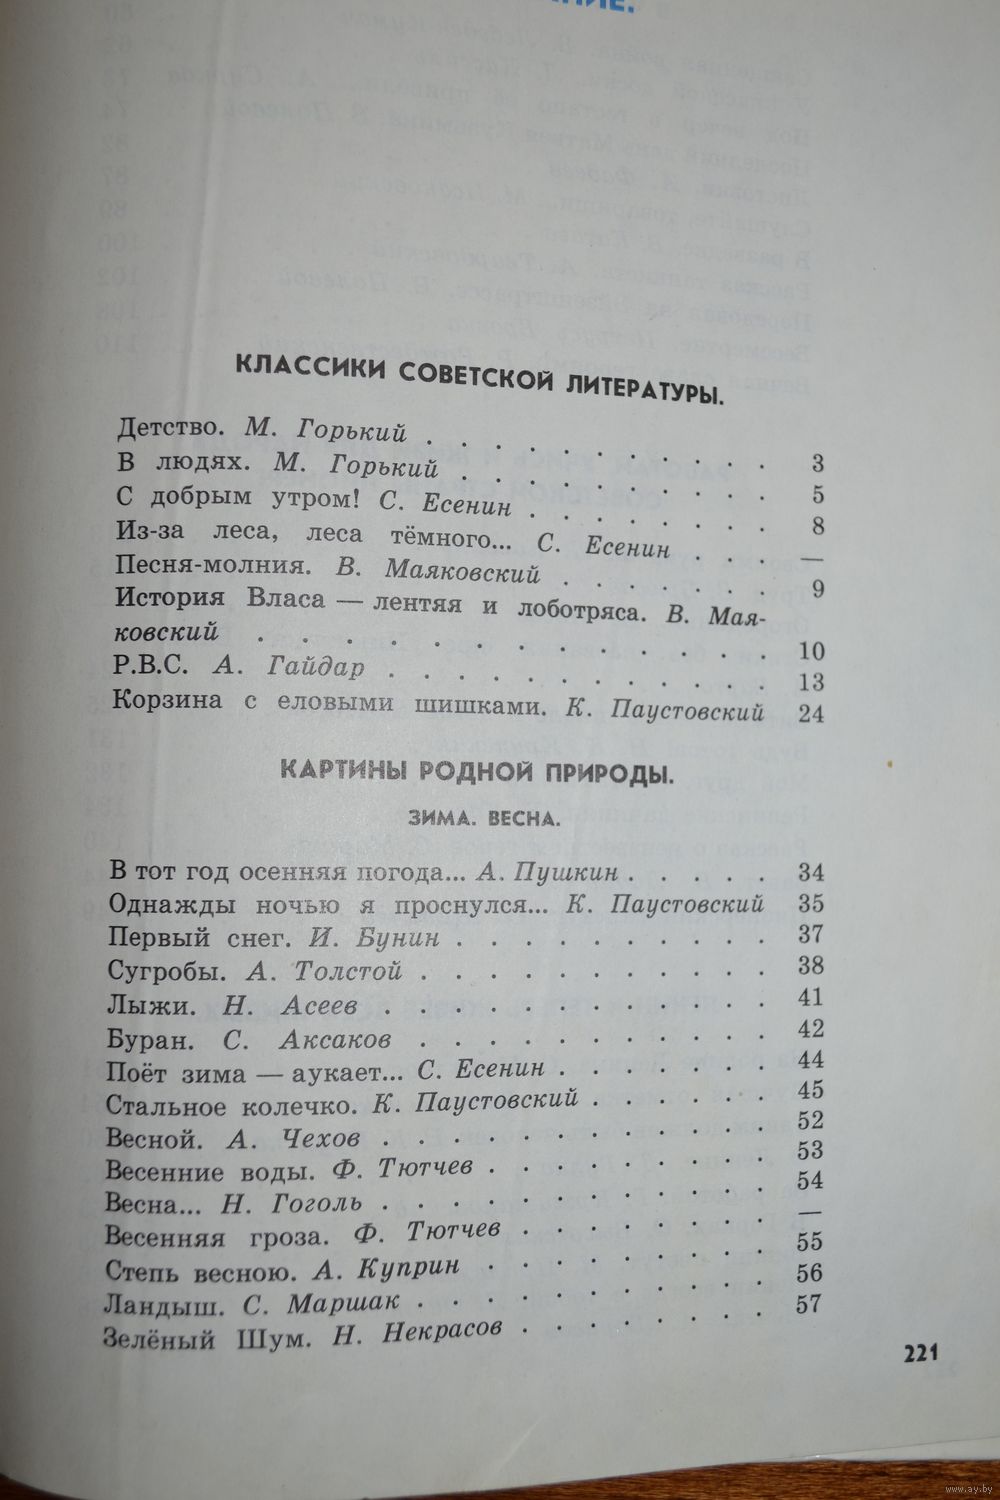 НИЕ.
КЛАССИКИ СОВЕТСКОЙ ЛИТЕРАТУРЫ.
Детство. М. Горький . . . . . . . . . . 3
В людях. М. Горький . . . . . . . . . . 5
С добрым утром! С. Есенин . . . . . . . . 8
Из-за леса, леса тёмного... С. Есенин . . . —
Песня-молния. В. Маяковский . . . . . . . 9
История Власа — лентяя и лоботряса. В. Мая-
ковский . . . . . . . . . . . . . . 10
Р.В.С. А. Гайдар . . . . . . . . . . . 13
Корзина с еловыми шишками. К. Паустовский 24
КАРТИНЫ РОДНОЙ ПРИРОДЫ.
ЗИМА. ВЕСНА.
В тот год осенняя погода... А. Пушкин . . . . . 34
Однажды ночью я проснулся... К. Паустовский 35
Первый снег. И. Бунин . . . . . . . . . . 37
Сугробы. А. Толстой . . . . . . . . . . . 38
Лыжи. Н. Асеев . . . . . . . . . . . . 41
Буран. С. Аксаков . . . . . . . . . . . 42
Поёт зима — аукает... С. Есенин . . . . . . . 44
Стальное колечко. К. Паустовский . . . . . . 45
Весной. А. Чехов . . . . . . . . . . . . 52
Весенние воды. Ф. Тютчев . . . . . . . . . 53
Весна... Н. Гоголь . . . . . . . . . . . 54
Весенняя гроза. Ф. Тютчев . . . . . . . . —
Степь весною. А. Куприн . . . . . . . . . 55
Ландыш. С. Маршак . . . . . . . . . . . 56
Зелёный Шум. Н. Некрасов . . . . . . . . 57
221
www.ay.by